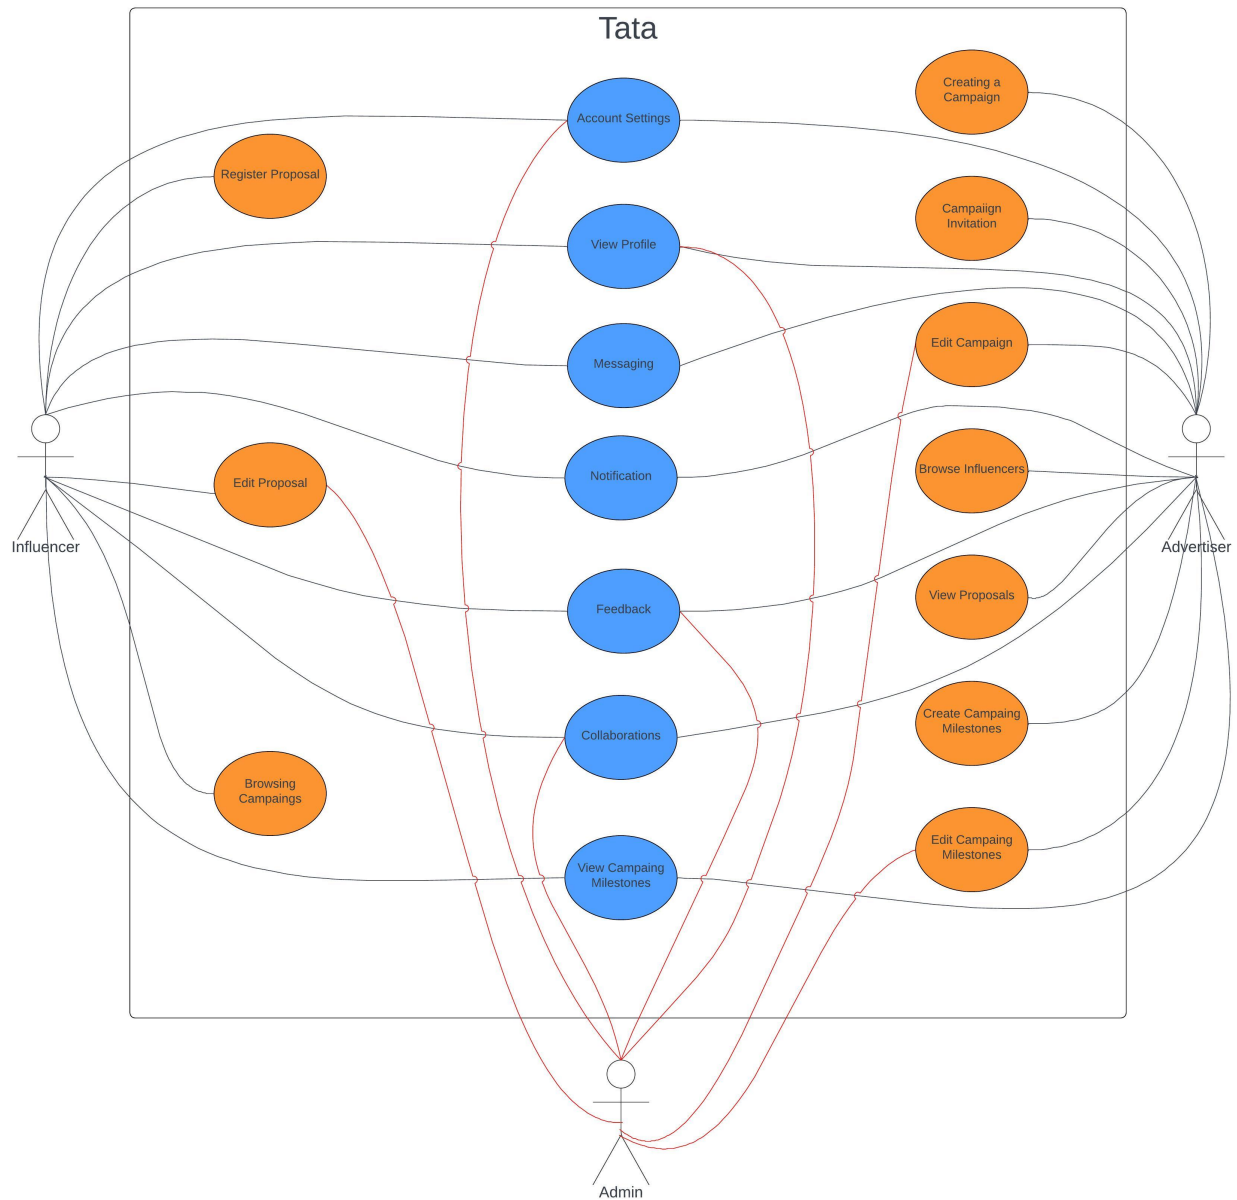 Tata
Creating a
Campaign
Account Settings
Register Proposal
Campaiign
Invitation
View Profile
Edit Campaign
Messaging
Browse Influencers
Notification
Edit Proposal
Influencer
Advertiser
View Proposals
Feedback
Create Campaing
Milestones
Collaborations
Browsing
Campaings
Edit Campaing
Milestones
View Campaing
Milestones
Admin